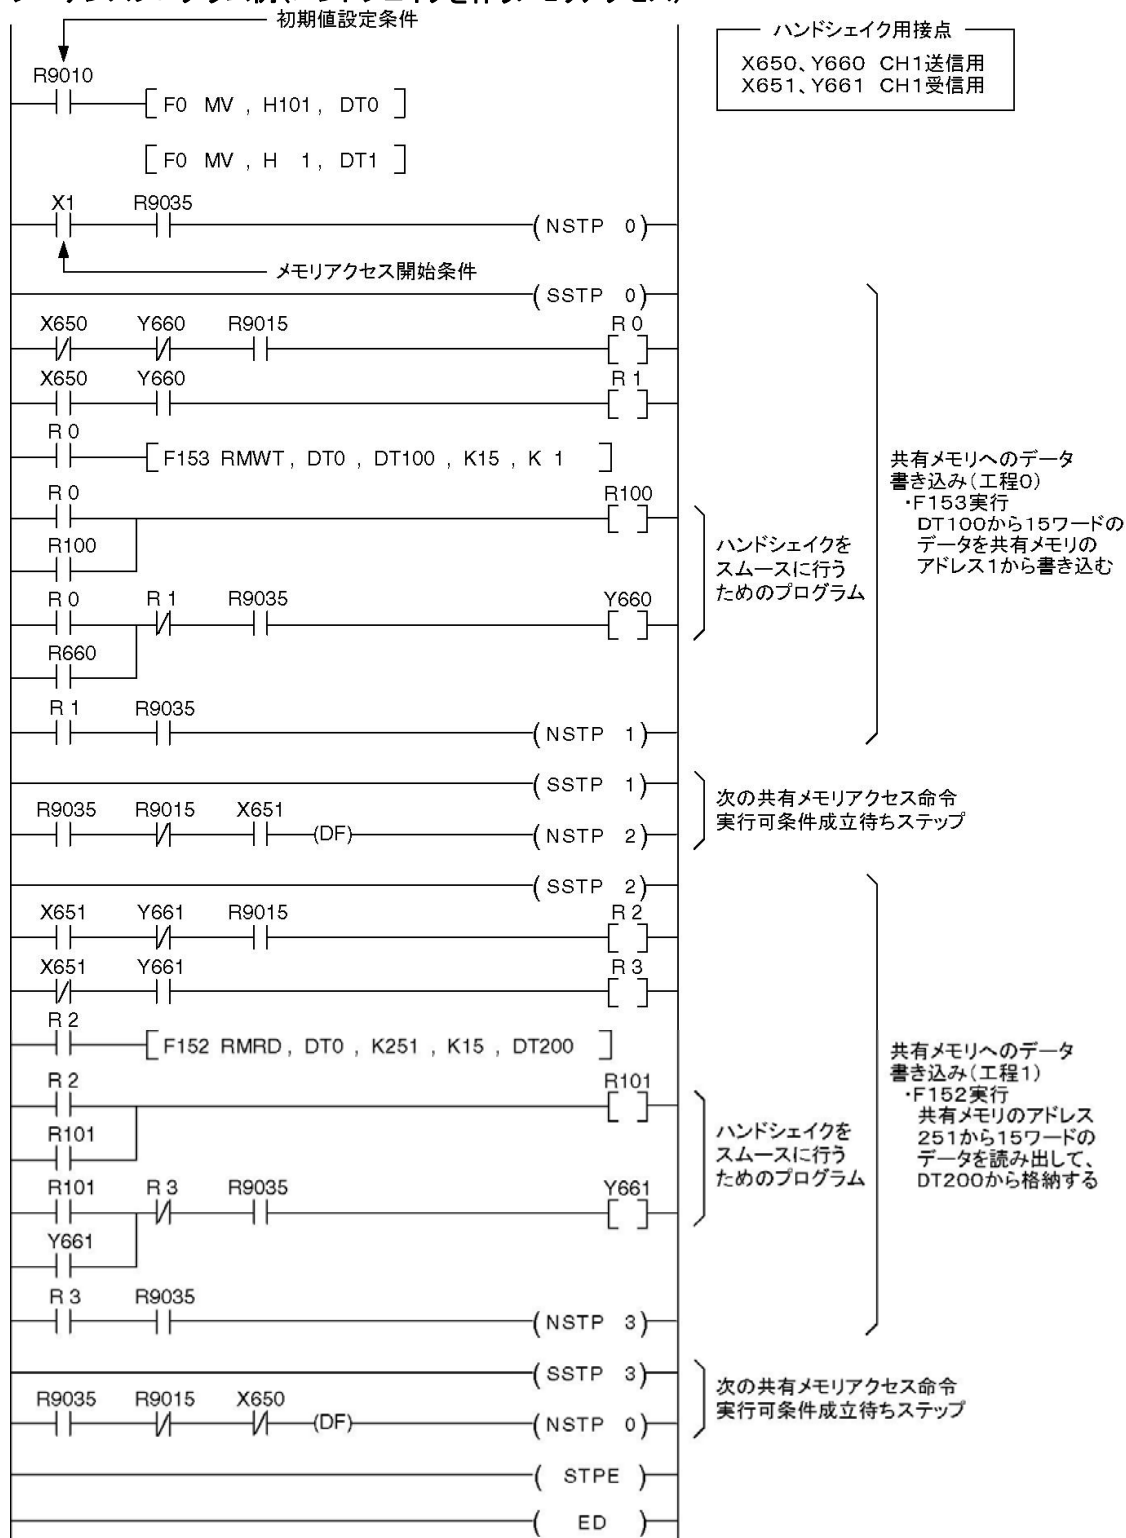 初期値設定条件
ハンドシェイク用接点
X650、Y660 CH1送信用
X651、Y661 CH1受信用
R9010
F0 MV , H101 , DT0
F0 MV , H 1 , DT1
X1 R9035
NSTP 0
メモリアクセス開始条件
SSTP 0
X650 Y660 R9015 R 0
X650 Y660 R 1
R 0
F153 RMWT , DT0 , DT100 , K15 , K 1
R 0 R100
R100
R 0 R 1 R9035 Y660
R660
ハンドシェイクを
スムースに行う
ためのプログラム
共有メモリへのデータ
書き込み(工程0)
・F153実行
DT100から15ワードの
データを共有メモリの
アドレス1から書き込む
R 1 R9035
NSTP 1
SSTP 1
R9035 R9015 X651
(DF)
NSTP 2
次の共有メモリアクセス命令
実行可条件成立待ちステップ
SSTP 2
X651 Y661 R9015 R 2
X651 Y661 R 3
R 2
F152 RMRD , DT0 , K251 , K15 , DT200
R 2 R101
R101
R101 R 3 R9035 Y661
Y661
ハンドシェイクを
スムースに行う
ためのプログラム
共有メモリへのデータ
書き込み(工程1)
・F152実行
共有メモリのアドレス
251から15ワードの
データを読み出して、
DT200から格納する
R 3 R9035
NSTP 3
SSTP 3
R9035 R9015 X650
(DF)
NSTP 0
次の共有メモリアクセス命令
実行可条件成立待ちステップ
STPE
ED